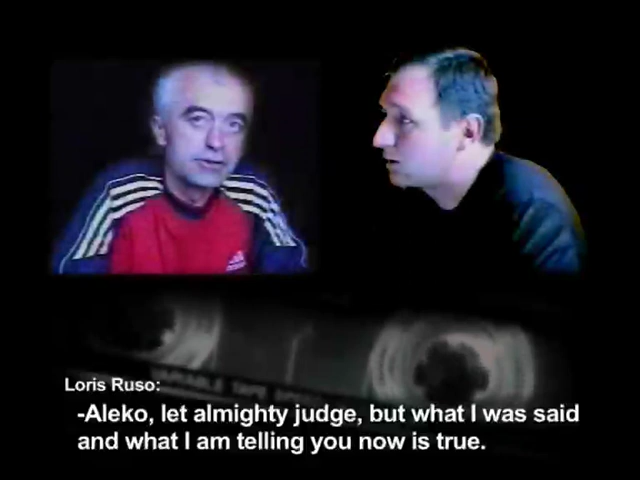 Loris Ruso:
-Aleko, let almighty judge, but what I was said
and what I am telling you now is true.